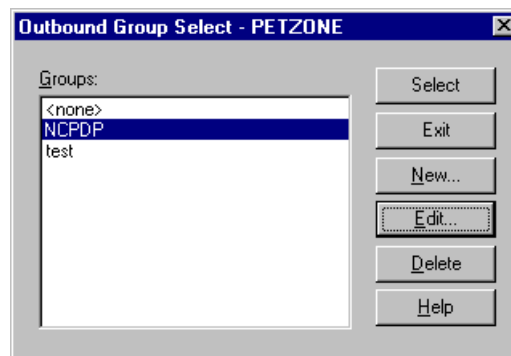 Outbound Group Select - PETZONE
Groups:
<none>
NCPDP
test
Select
Exit
New...
Edit...
Delete
Help